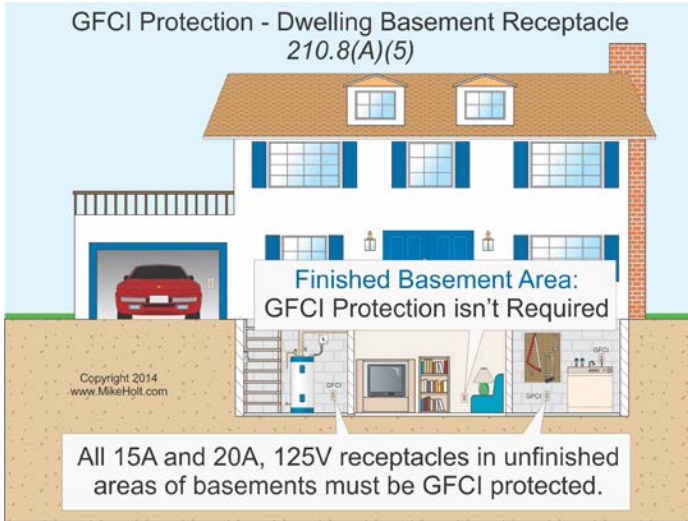 GFCI Protection - Dwelling Basement Receptacle
210.8(A)(5)
Finished Basement Area:
GFCI Protection isn't Required
GFCI
GFCI
GFCI
Copyright 2014
www.MikeHolt.com
All 15A and 20A, 125V receptacles in unfinished
areas of basements must be GFCI protected.